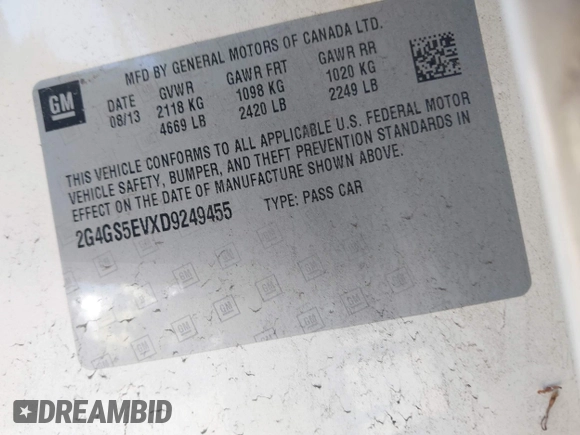 MFD BY GENERAL MOTORS OF CANADA LTD.
GM
DATE GVWR GAWR FRT GAWR RR
08/13 2118 KG 1098 KG 1020 KG
4669 LB 2420 LB 2249 LB
THIS VEHICLE CONFORMS TO ALL APPLICABLE U.S. FEDERAL MOTOR
VEHICLE SAFETY, BUMPER, AND THEFT PREVENTION STANDARDS IN
EFFECT ON THE DATE OF MANUFACTURE SHOWN ABOVE.
2G4GS5EVXD9249455 TYPE: PASS CAR
DREAMBID